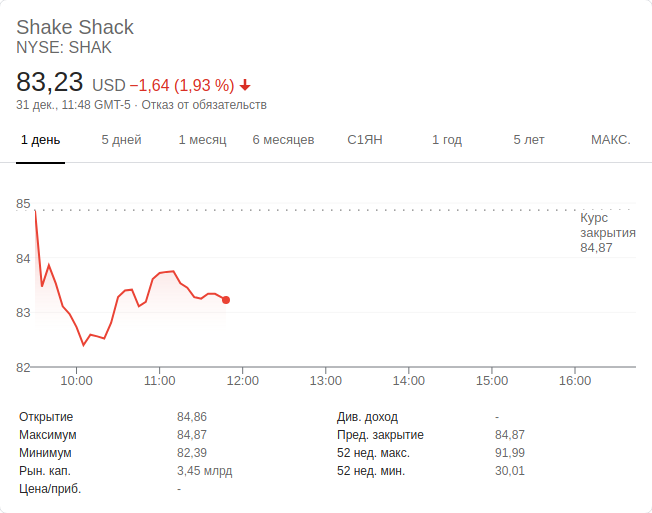 Shake Shack
NYSE: SHAK
83,23 USD −1,64 (1,93 %)
31 дек., 11:48 GMT-5 · Отказ от обязательств
1 день 5 дней 1 месяц 6 месяцев С1ЯН 1 год 5 лет МАКС.
85
Курс
закрытия
84,87
84
83
82
10:00 11:00 12:00 13:00 14:00 15:00 16:00
Открытие 84,86 Див. доход -
Максимум 84,87 Пред. закрытие 84,87
Минимум 82,39 52 нед. макс. 91,99
Рын. кап. 3,45 млрд 52 нед. мин. 30,01
Цена/приб. -